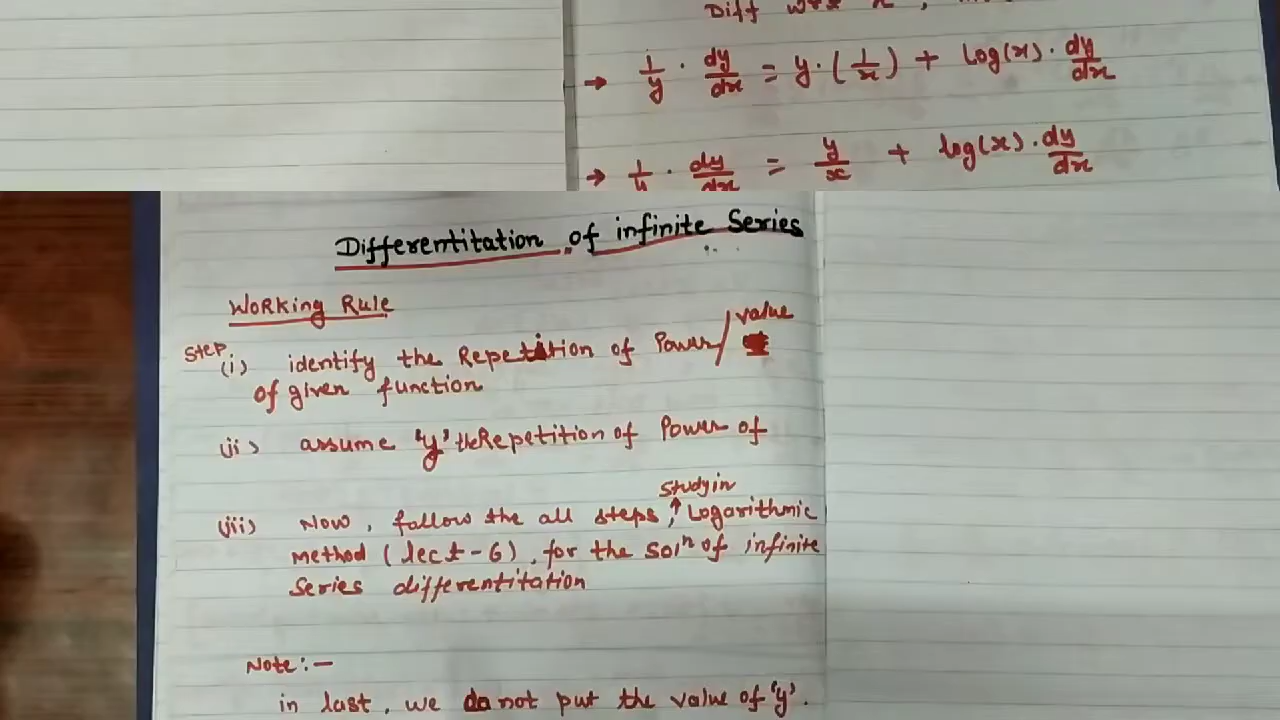 Diff w.r.t x,
→ 1/y · dy/dx = y · (1/x) + log(x) · dy/dx
→ 1/y · dy/dx = y/x + log(x) · dy/dx
Differentitation of infinite Series
Working Rule
Step (i) identify the Repetition of Power/value
of given function
(ii) assume 'y' the Repetition of Power of
studyin
(iii) Now, follow the all steps, ↑ Logarithmic
method (lect-6), for the solⁿ of infinite
Series differentitation
Note:-
in last, we do not put the value of 'y'.